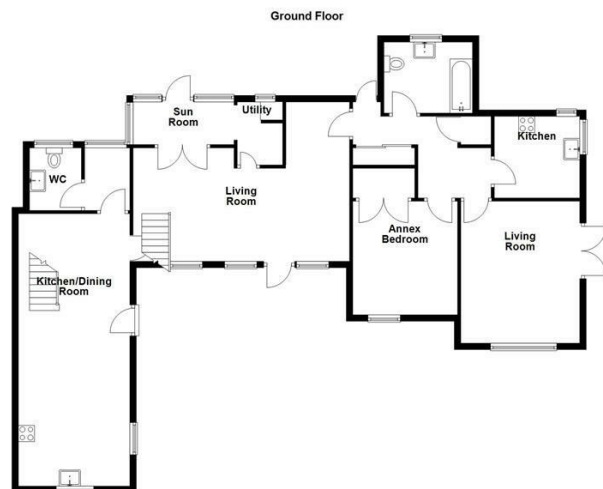 Ground Floor
Sun
Room
Utility
Kitchen
WC
Living
Room
Annex
Bedroom
Living
Room
Kitchen/Dining
Room